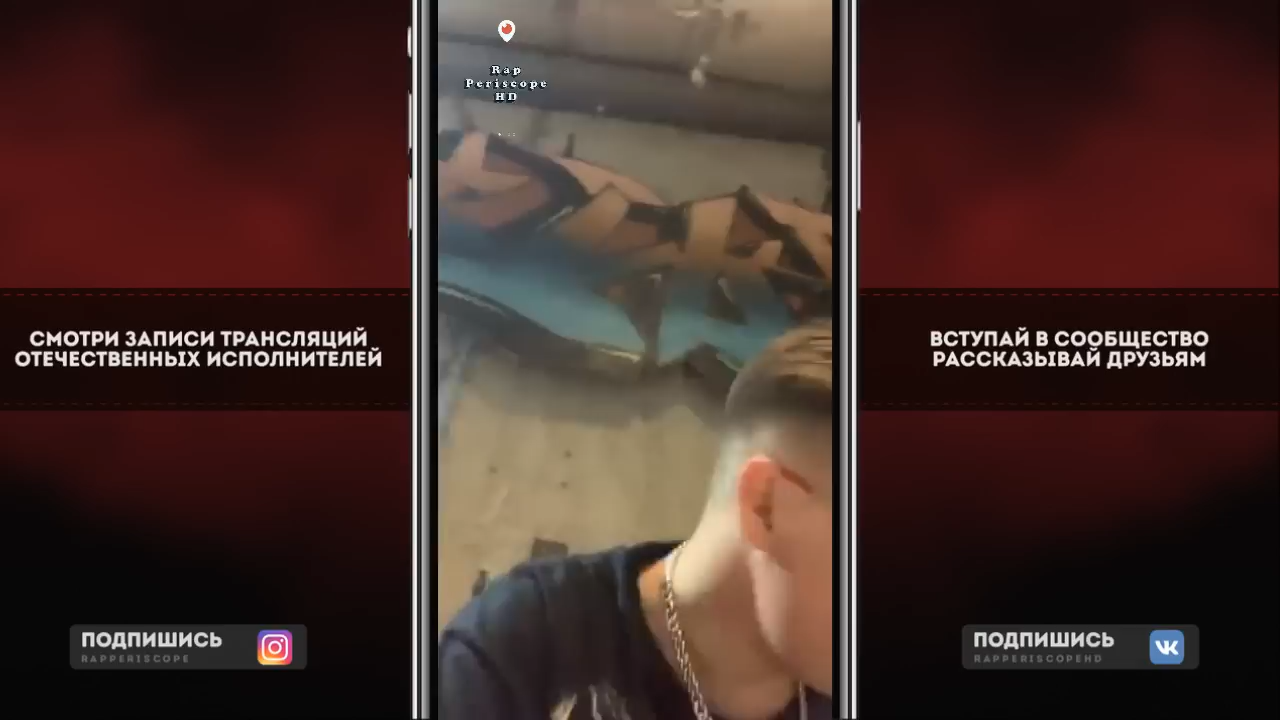 Rap
Periscope
HD
СМОТРИ ЗАПИСИ ТРАНСЛЯЦИЙ
ОТЕЧЕСТВЕННЫХ ИСПОЛНИТЕЛЕЙ
ВСТУПАЙ В СООБЩЕСТВО
РАССКАЗЫВАЙ ДРУЗЬЯМ
ПОДПИШИСЬ
RAPPERISCOPE
ПОДПИШИСЬ
RAPPERISCOPEHD